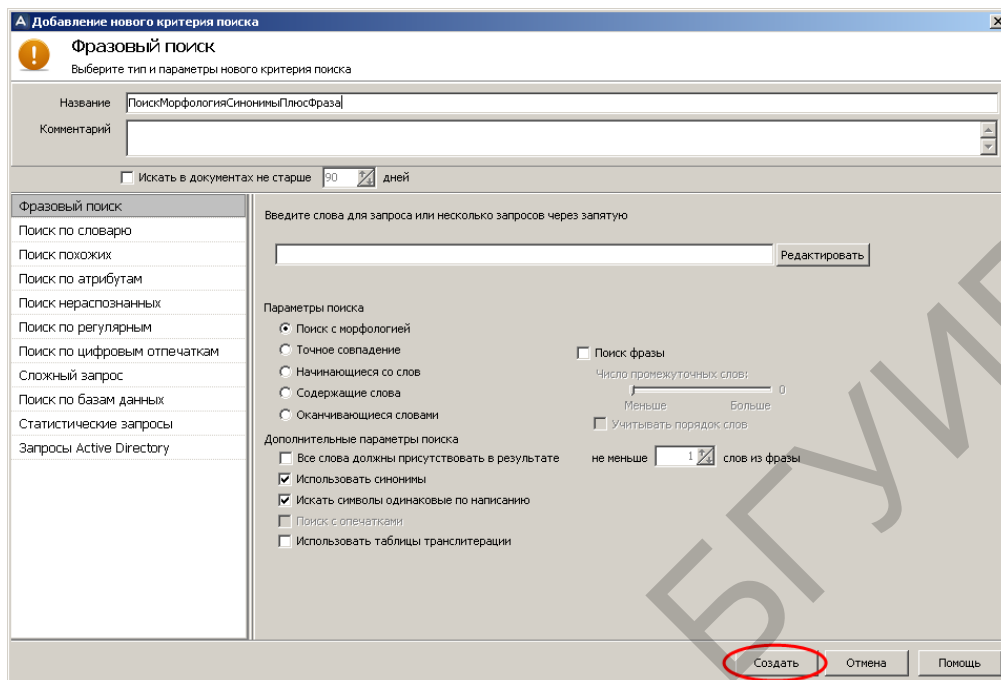 Добавление нового критерия поиска
Фразовый поиск
Выберите тип и параметры нового критерия поиска
Название ПоискМорфологияСинонимыПлюсФраза
Комментарий
Искать в документах не старше 90 дней
Фразовый поиск
Поиск по словарю
Поиск похожих
Поиск по атрибутам
Поиск нераспознанных
Поиск по регулярным
Поиск по цифровым отпечаткам
Сложный запрос
Поиск по базам данных
Статистические запросы
Запросы Active Directory
Введите слова для запроса или несколько запросов через запятую
Редактировать
Параметры поиска
Поиск с морфологией
Точное совпадение
Начинающиеся со слов
Содержащие слова
Оканчивающиеся словами
Поиск фразы
Число промежуточных слов:
0
Меньше Больше
Учитывать порядок слов
Дополнительные параметры поиска
Все слова должны присутствовать в результате не меньше 1 слов из фразы
Использовать синонимы
Искать символы одинаковые по написанию
Поиск с опечатками
Использовать таблицы транслитерации
Создать Отмена Помощь